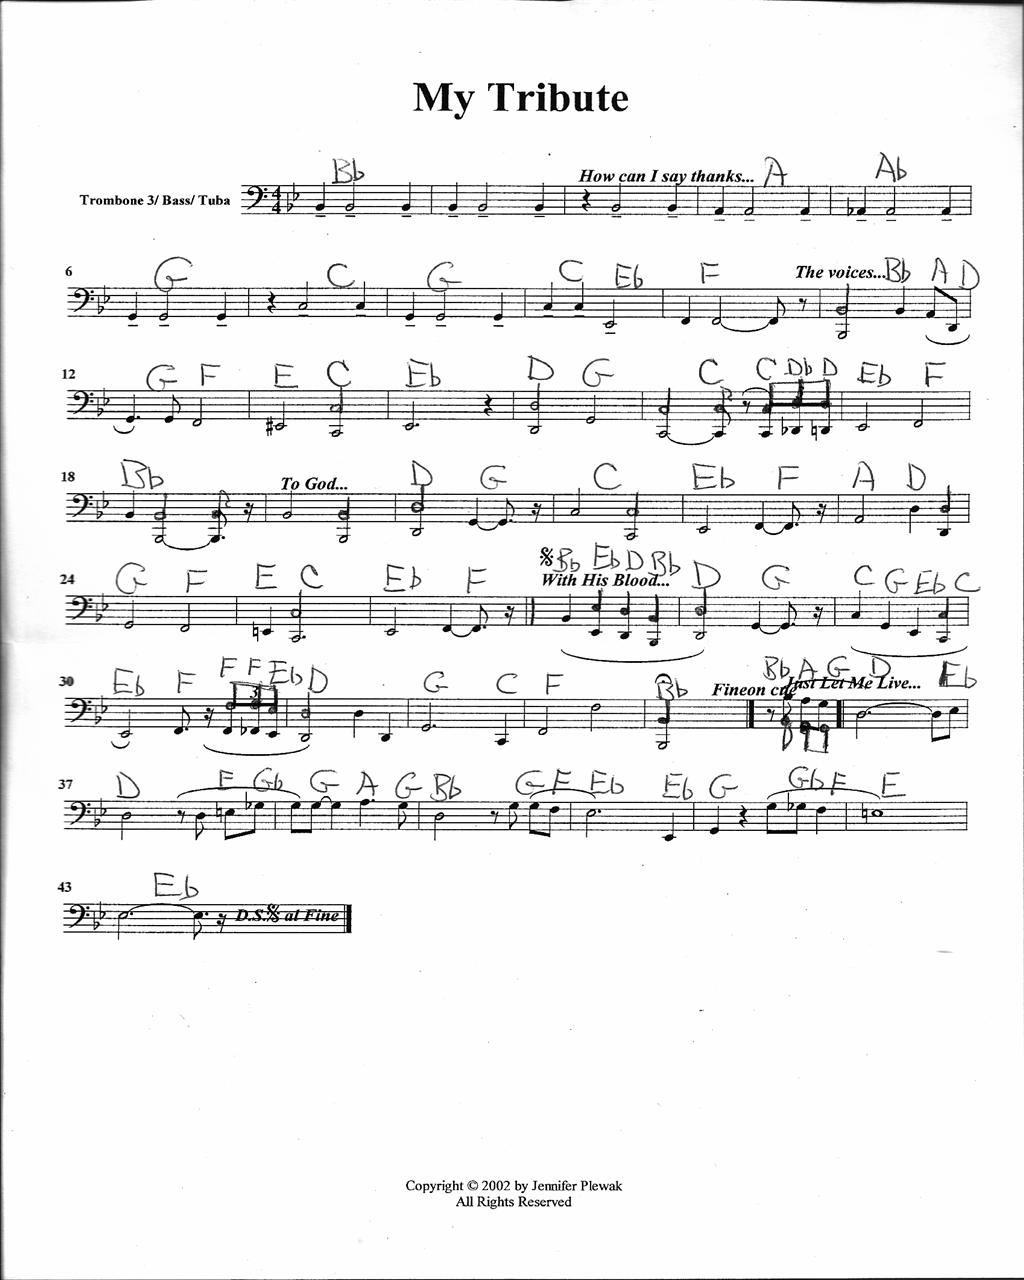 My Tribute
Bb How can I say thanks... A Ab
Trombone 3/ Bass/ Tuba
6 G C G C Eb F The voices... Bb A D
12 G F E C Eb D G C C Db D Eb F
18 Bb To God... D G C Eb F A D
24 G F E C Eb F Bb Eb D Bb D G C G Eb C
With His Blood...
30 Eb F F F Eb D G C F Bb Fine on cue Bb A G D Eb
3 Just Let Me Live...
37 D F Gb G A G Bb G F Eb Eb G Gb F E
43 Eb
D.S. al Fine
Copyright © 2002 by Jennifer Plewak
All Rights Reserved